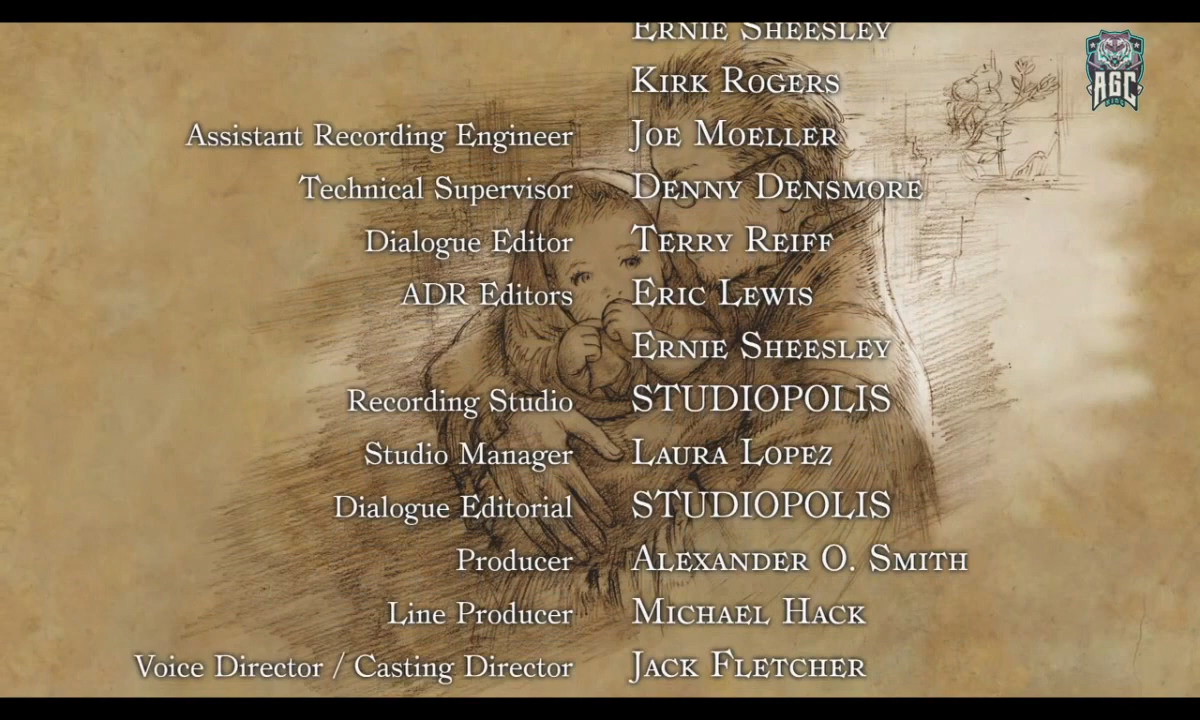 Ernie Sheesley
Kirk Rogers
Assistant Recording Engineer Joe Moeller
Technical Supervisor Denny Densmore
Dialogue Editor Terry Reiff
ADR Editors Eric Lewis
Ernie Sheesley
Recording Studio STUDIOPOLIS
Studio Manager Laura Lopez
Dialogue Editorial STUDIOPOLIS
Producer Alexander O. Smith
Line Producer Michael Hack
Voice Director / Casting Director Jack Fletcher
AGC
KING